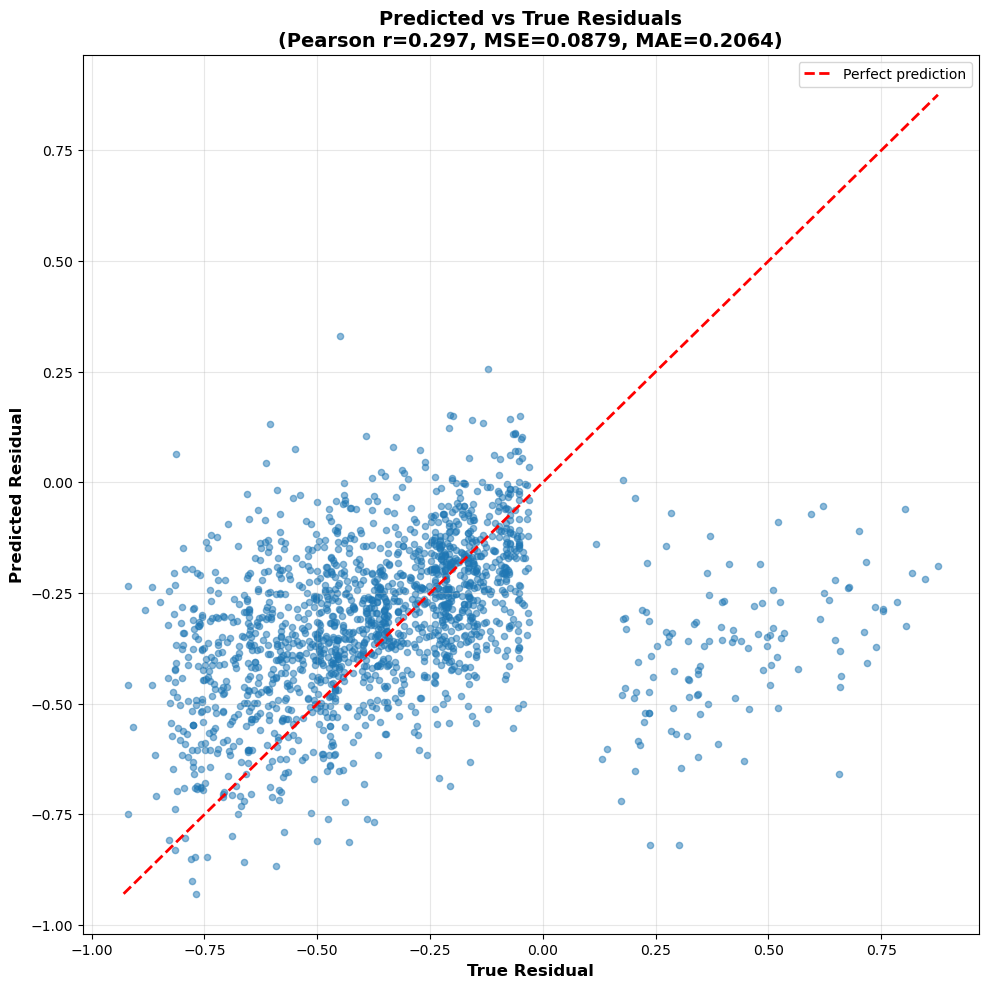 Predicted vs True Residuals
(Pearson r=0.297, MSE=0.0879, MAE=0.2064)
Perfect prediction
Predicted Residual
0.75
0.50
0.25
0.00
−0.25
−0.50
−0.75
−1.00
−1.00 −0.75 −0.50 −0.25 0.00 0.25 0.50 0.75
True Residual